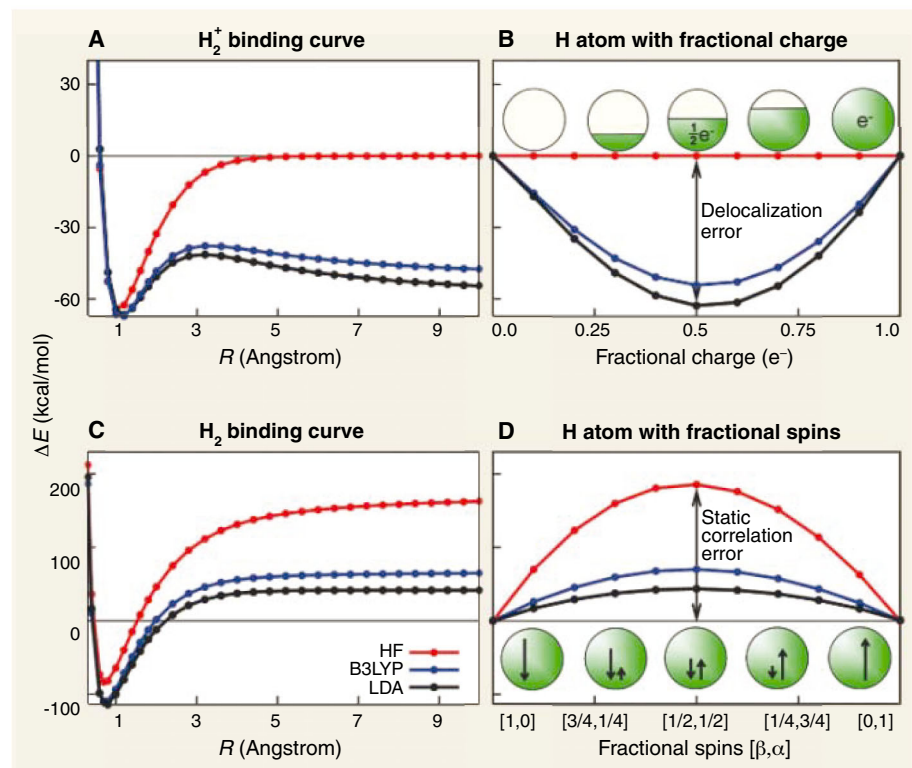 A H₂⁺ binding curve
B H atom with fractional charge
30
0
-30
-60
1 3 5 7 9
R (Angstrom)
½e-
e-
Delocalization
error
0.0 0.25 0.5 0.75 1.0
Fractional charge (e–)
ΔE (kcal/mol)
C H₂ binding curve
D H atom with fractional spins
200
100
0
-100
HF
B3LYP
LDA
1 3 5 7 9
R (Angstrom)
Static
correlation
error
[1,0] [3/4,1/4] [1/2,1/2] [1/4,3/4] [0,1]
Fractional spins [β,α]